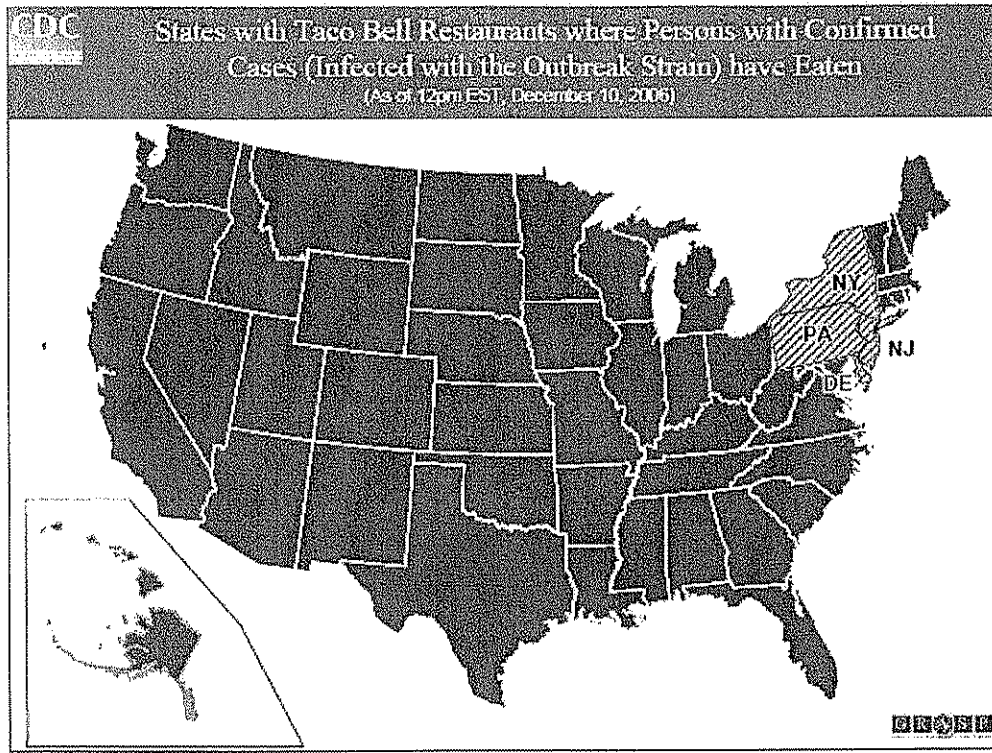 CDC
States with Taco Bell Restaurants where Persons with Confirmed
Cases (Infected with the Outbreak Strain) have Eaten
(As of 12pm EST, December 10, 2006)
NY
PA
NJ
DE